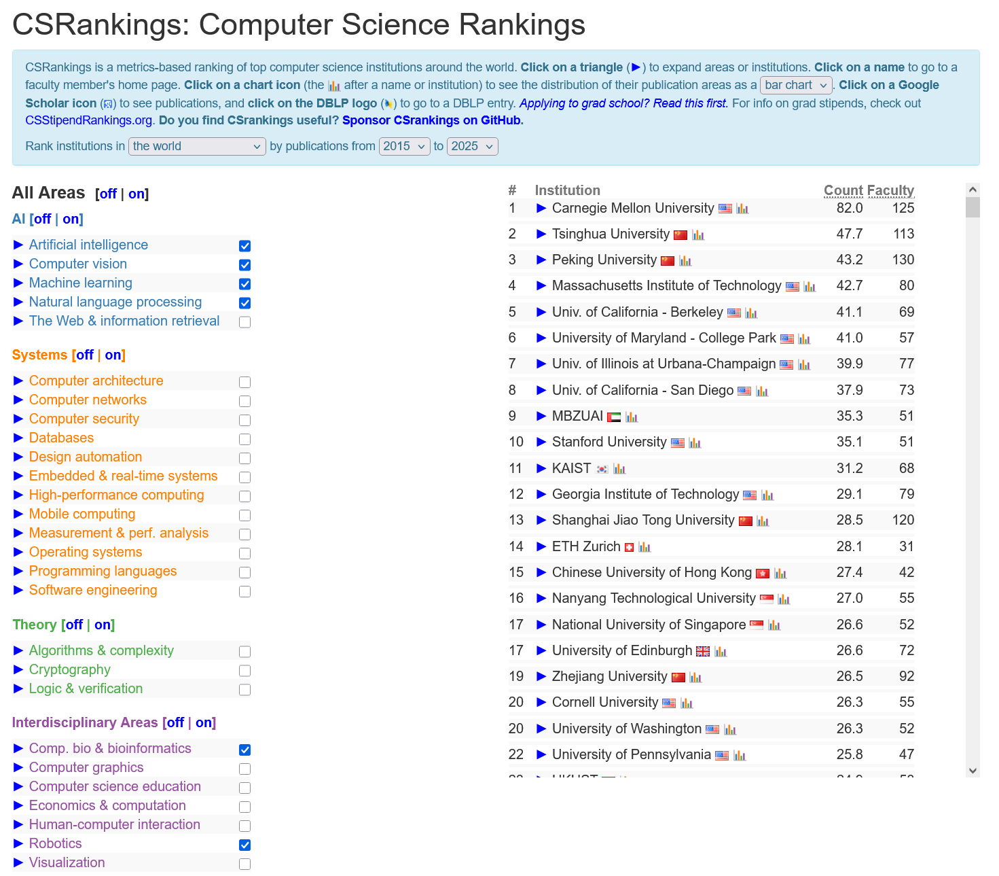 CSRankings: Computer Science Rankings
CSRankings is a metrics-based ranking of top computer science institutions around the world. Click on a triangle (►) to expand areas or institutions. Click on a name to go to a
faculty member's home page. Click on a chart icon (the after a name or institution) to see the distribution of their publication areas as a bar chart. Click on a Google
Scholar icon () to see publications, and click on the DBLP logo () to go to a DBLP entry. Applying to grad school? Read this first. For info on grad stipends, check out
CSStipendRankings.org. Do you find CSrankings useful? Sponsor CSrankings on GitHub.
Rank institutions in the world by publications from 2015 to 2025
All Areas [off | on]
AI [off | on]
► Artificial intelligence
► Computer vision
► Machine learning
► Natural language processing
► The Web & information retrieval
Systems [off | on]
► Computer architecture
► Computer networks
► Computer security
► Databases
► Design automation
► Embedded & real-time systems
► High-performance computing
► Mobile computing
► Measurement & perf. analysis
► Operating systems
► Programming languages
► Software engineering
Theory [off | on]
► Algorithms & complexity
► Cryptography
► Logic & verification
Interdisciplinary Areas [off | on]
► Comp. bio & bioinformatics
► Computer graphics
► Computer science education
► Economics & computation
► Human-computer interaction
► Robotics
► Visualization
# Institution Count Faculty
1 ► Carnegie Mellon University 82.0 125
2 ► Tsinghua University 47.7 113
3 ► Peking University 43.2 130
4 ► Massachusetts Institute of Technology 42.7 80
5 ► Univ. of California - Berkeley 41.1 69
6 ► University of Maryland - College Park 41.0 57
7 ► Univ. of Illinois at Urbana-Champaign 39.9 77
8 ► Univ. of California - San Diego 37.9 73
9 ► MBZUAI 35.3 51
10 ► Stanford University 35.1 51
11 ► KAIST 31.2 68
12 ► Georgia Institute of Technology 29.1 79
13 ► Shanghai Jiao Tong University 28.5 120
14 ► ETH Zurich 28.1 31
15 ► Chinese University of Hong Kong 27.4 42
16 ► Nanyang Technological University 27.0 55
17 ► National University of Singapore 26.6 52
17 ► University of Edinburgh 26.6 72
19 ► Zhejiang University 26.5 92
20 ► Cornell University 26.3 55
20 ► University of Washington 26.3 52
22 ► University of Pennsylvania 25.8 47